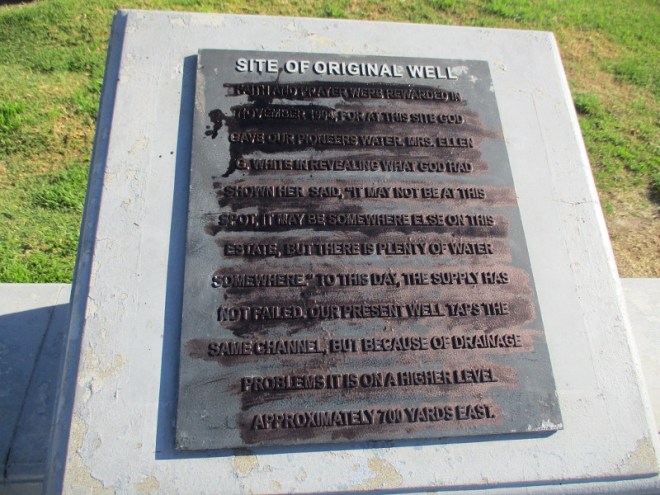 SITE OF ORIGINAL WELL
FAITH AND PRAYER WERE REWARDED IN
NOVEMBER, FOR AT THIS SITE GOD
GAVE OUR PIONEERS WATER. MRS. ELLEN
G. WHITE IN REVEALING WHAT GOD HAD
SHOWN HER SAID, "IT MAY NOT BE AT THIS
SPOT, IT MAY BE SOMEWHERE ELSE ON THIS
ESTATE, BUT THERE IS PLENTY OF WATER
SOMEWHERE." TO THIS DAY, THE SUPPLY HAS
NOT FAILED. OUR PRESENT WELL TAPS THE
SAME CHANNEL, BUT BECAUSE OF DRAINAGE
PROBLEMS IT IS ON A HIGHER LEVEL
APPROXIMATELY 700 YARDS EAST.